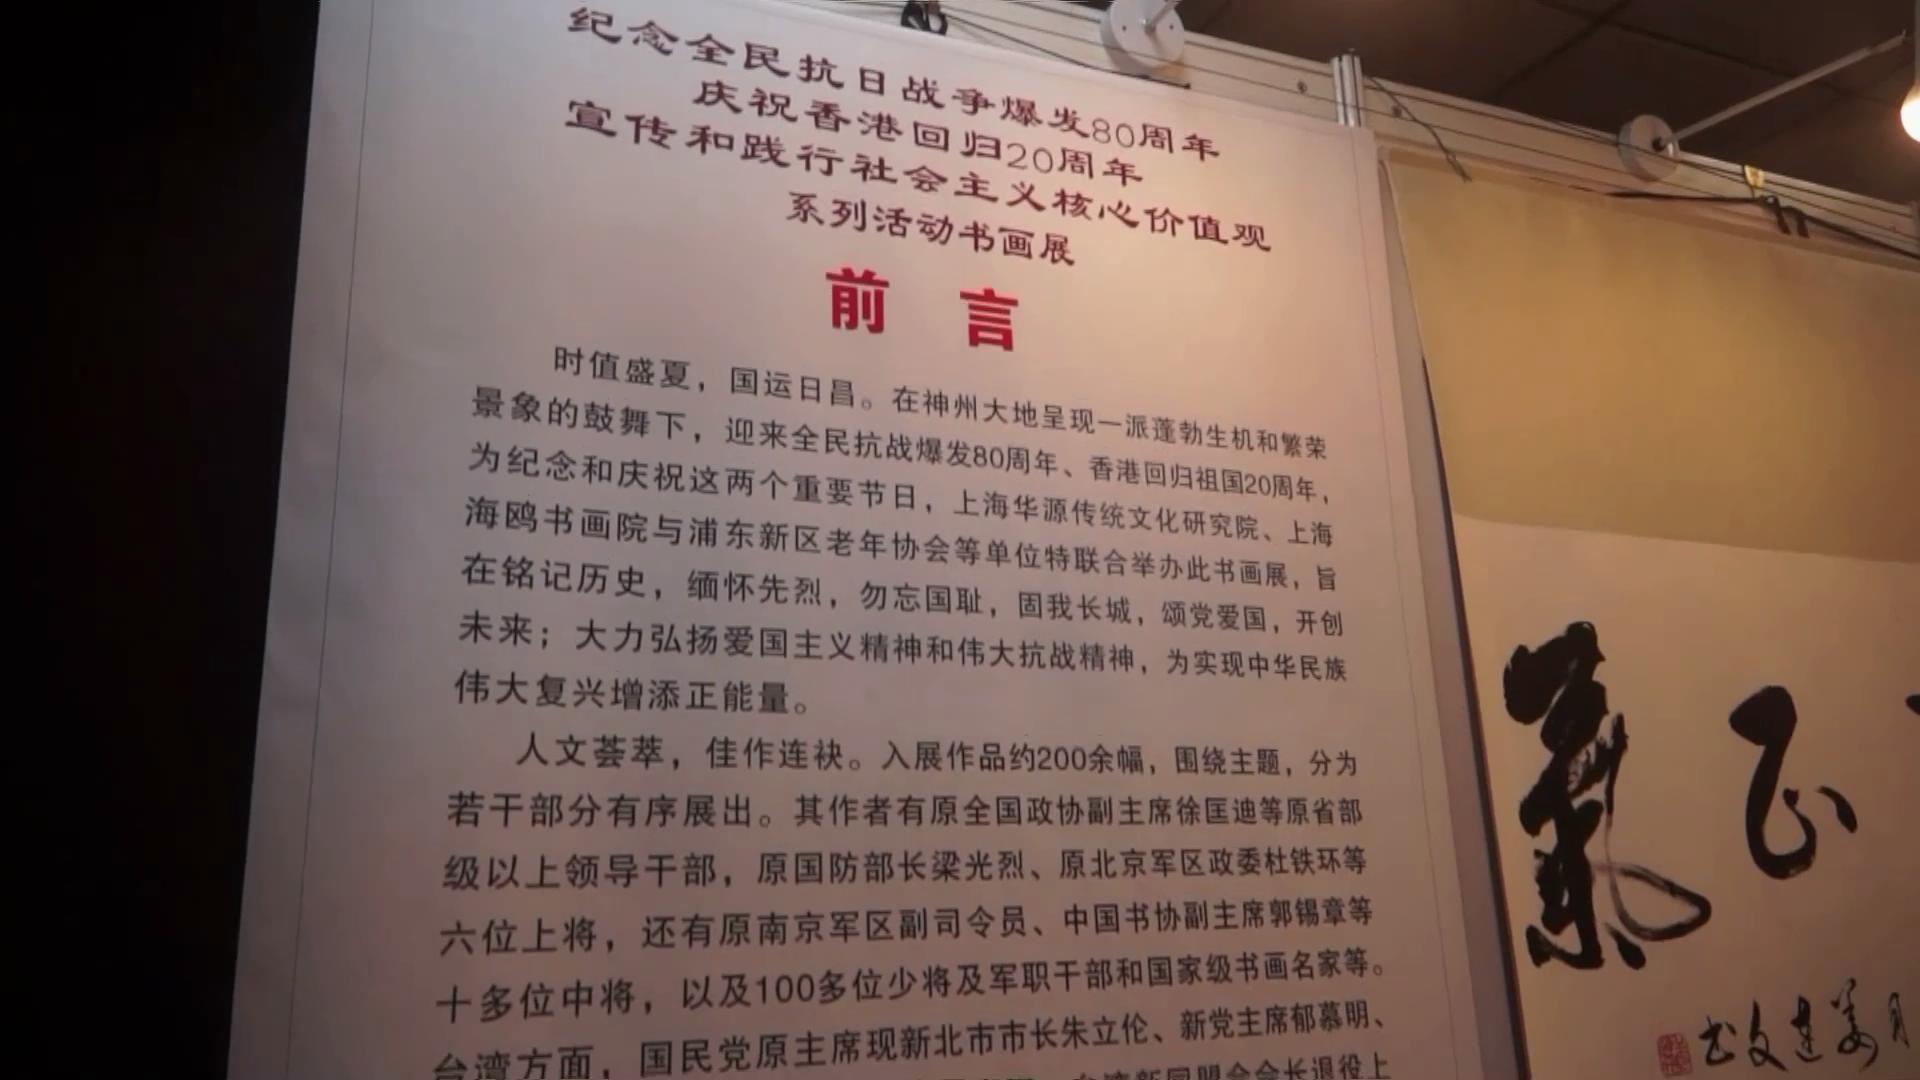 纪念全民抗日战争爆发80周年
庆祝香港回归20周年
宣传和践行社会主义核心价值观
系列活动书画展
前 言
时值盛夏，国运日昌。在神州大地呈现一派蓬勃生机和繁荣
景象的鼓舞下，迎来全民抗战爆发80周年、香港回归祖国20周年，
为纪念和庆祝这两个重要节日，上海华源传统文化研究院、上海
海鸥书画院与浦东新区老年协会等单位特联合举办此书画展，旨
在铭记历史，缅怀先烈，勿忘国耻，固我长城，颂党爱国，开创
未来；大力弘扬爱国主义精神和伟大抗战精神，为实现中华民族
伟大复兴增添正能量。
人文荟萃，佳作连袂。入展作品约200余幅，围绕主题，分为
若干部分有序展出。其作者有原全国政协副主席徐匡迪等原省部
级以上领导干部，原国防部长梁光烈、原北京军区政委杜铁环等
六位上将，还有原南京军区副司令员、中国书协副主席郭锡章等
十多位中将，以及100多位少将及军职干部和国家级书画名家等。
台湾方面，国民党原主席现新北市市长朱立伦、新党主席郁慕明、
台湾新同盟会会长退役上
正
氣